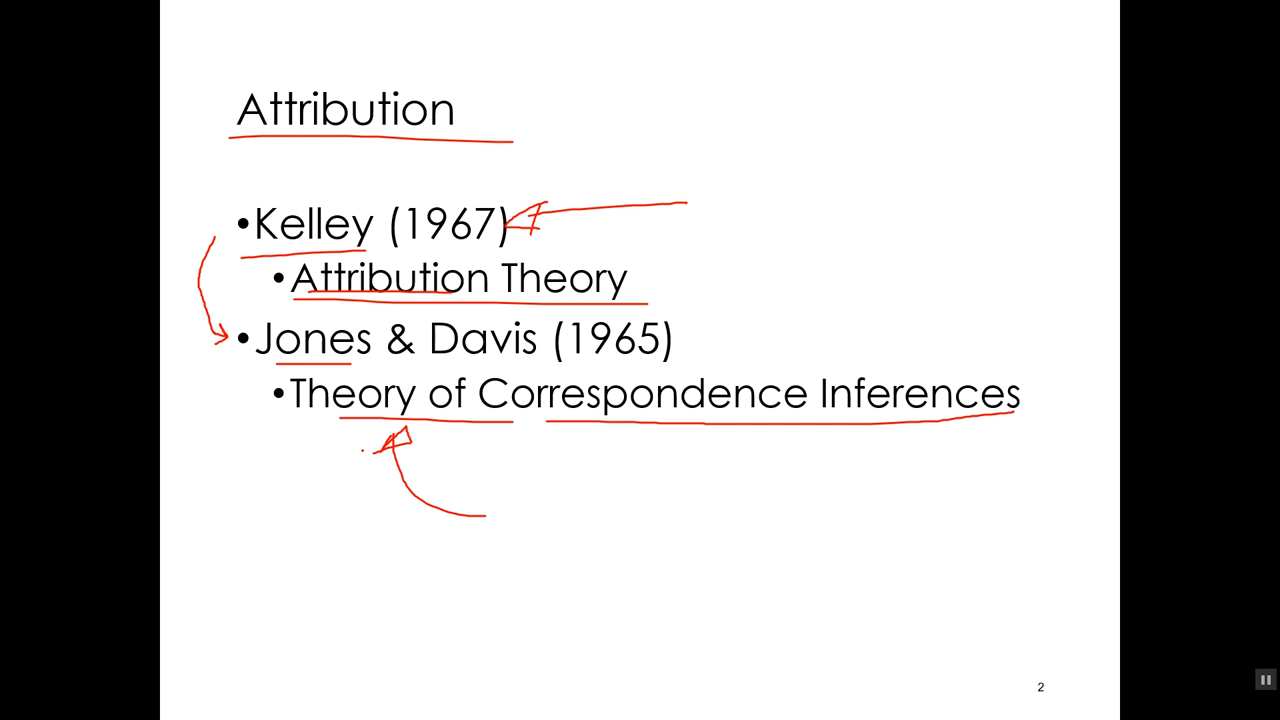 Attribution
•Kelley (1967)
•Attribution Theory
•Jones & Davis (1965)
•Theory of Correspondence Inferences
2